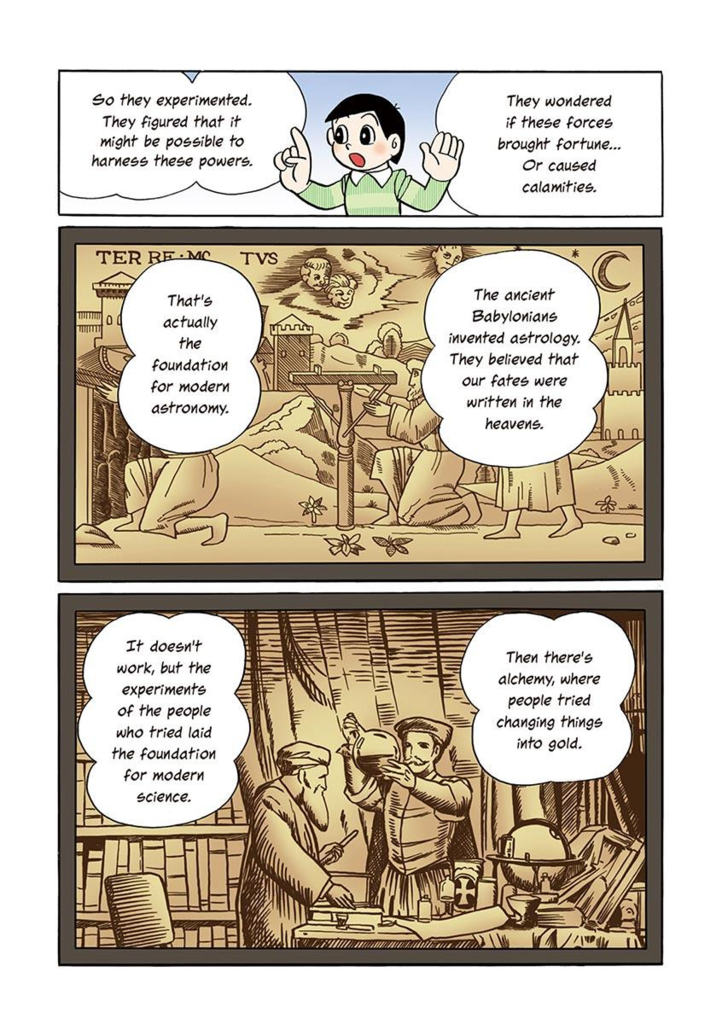 They wondered
if these forces
brought fortune...
Or caused
calamities.
So they experimented.
They figured that it
might be possible to
harness these powers.
TER RE TVS
The ancient
Babylonians
invented astrology.
They believed that
our fates were
written in the
heavens.
That's
actually
the
foundation
for modern
astronomy.
Then there's
alchemy, where
people tried
changing things
into gold.
It doesn't
work, but the
experiments
of the people
who tried laid
the foundation
for modern
science.